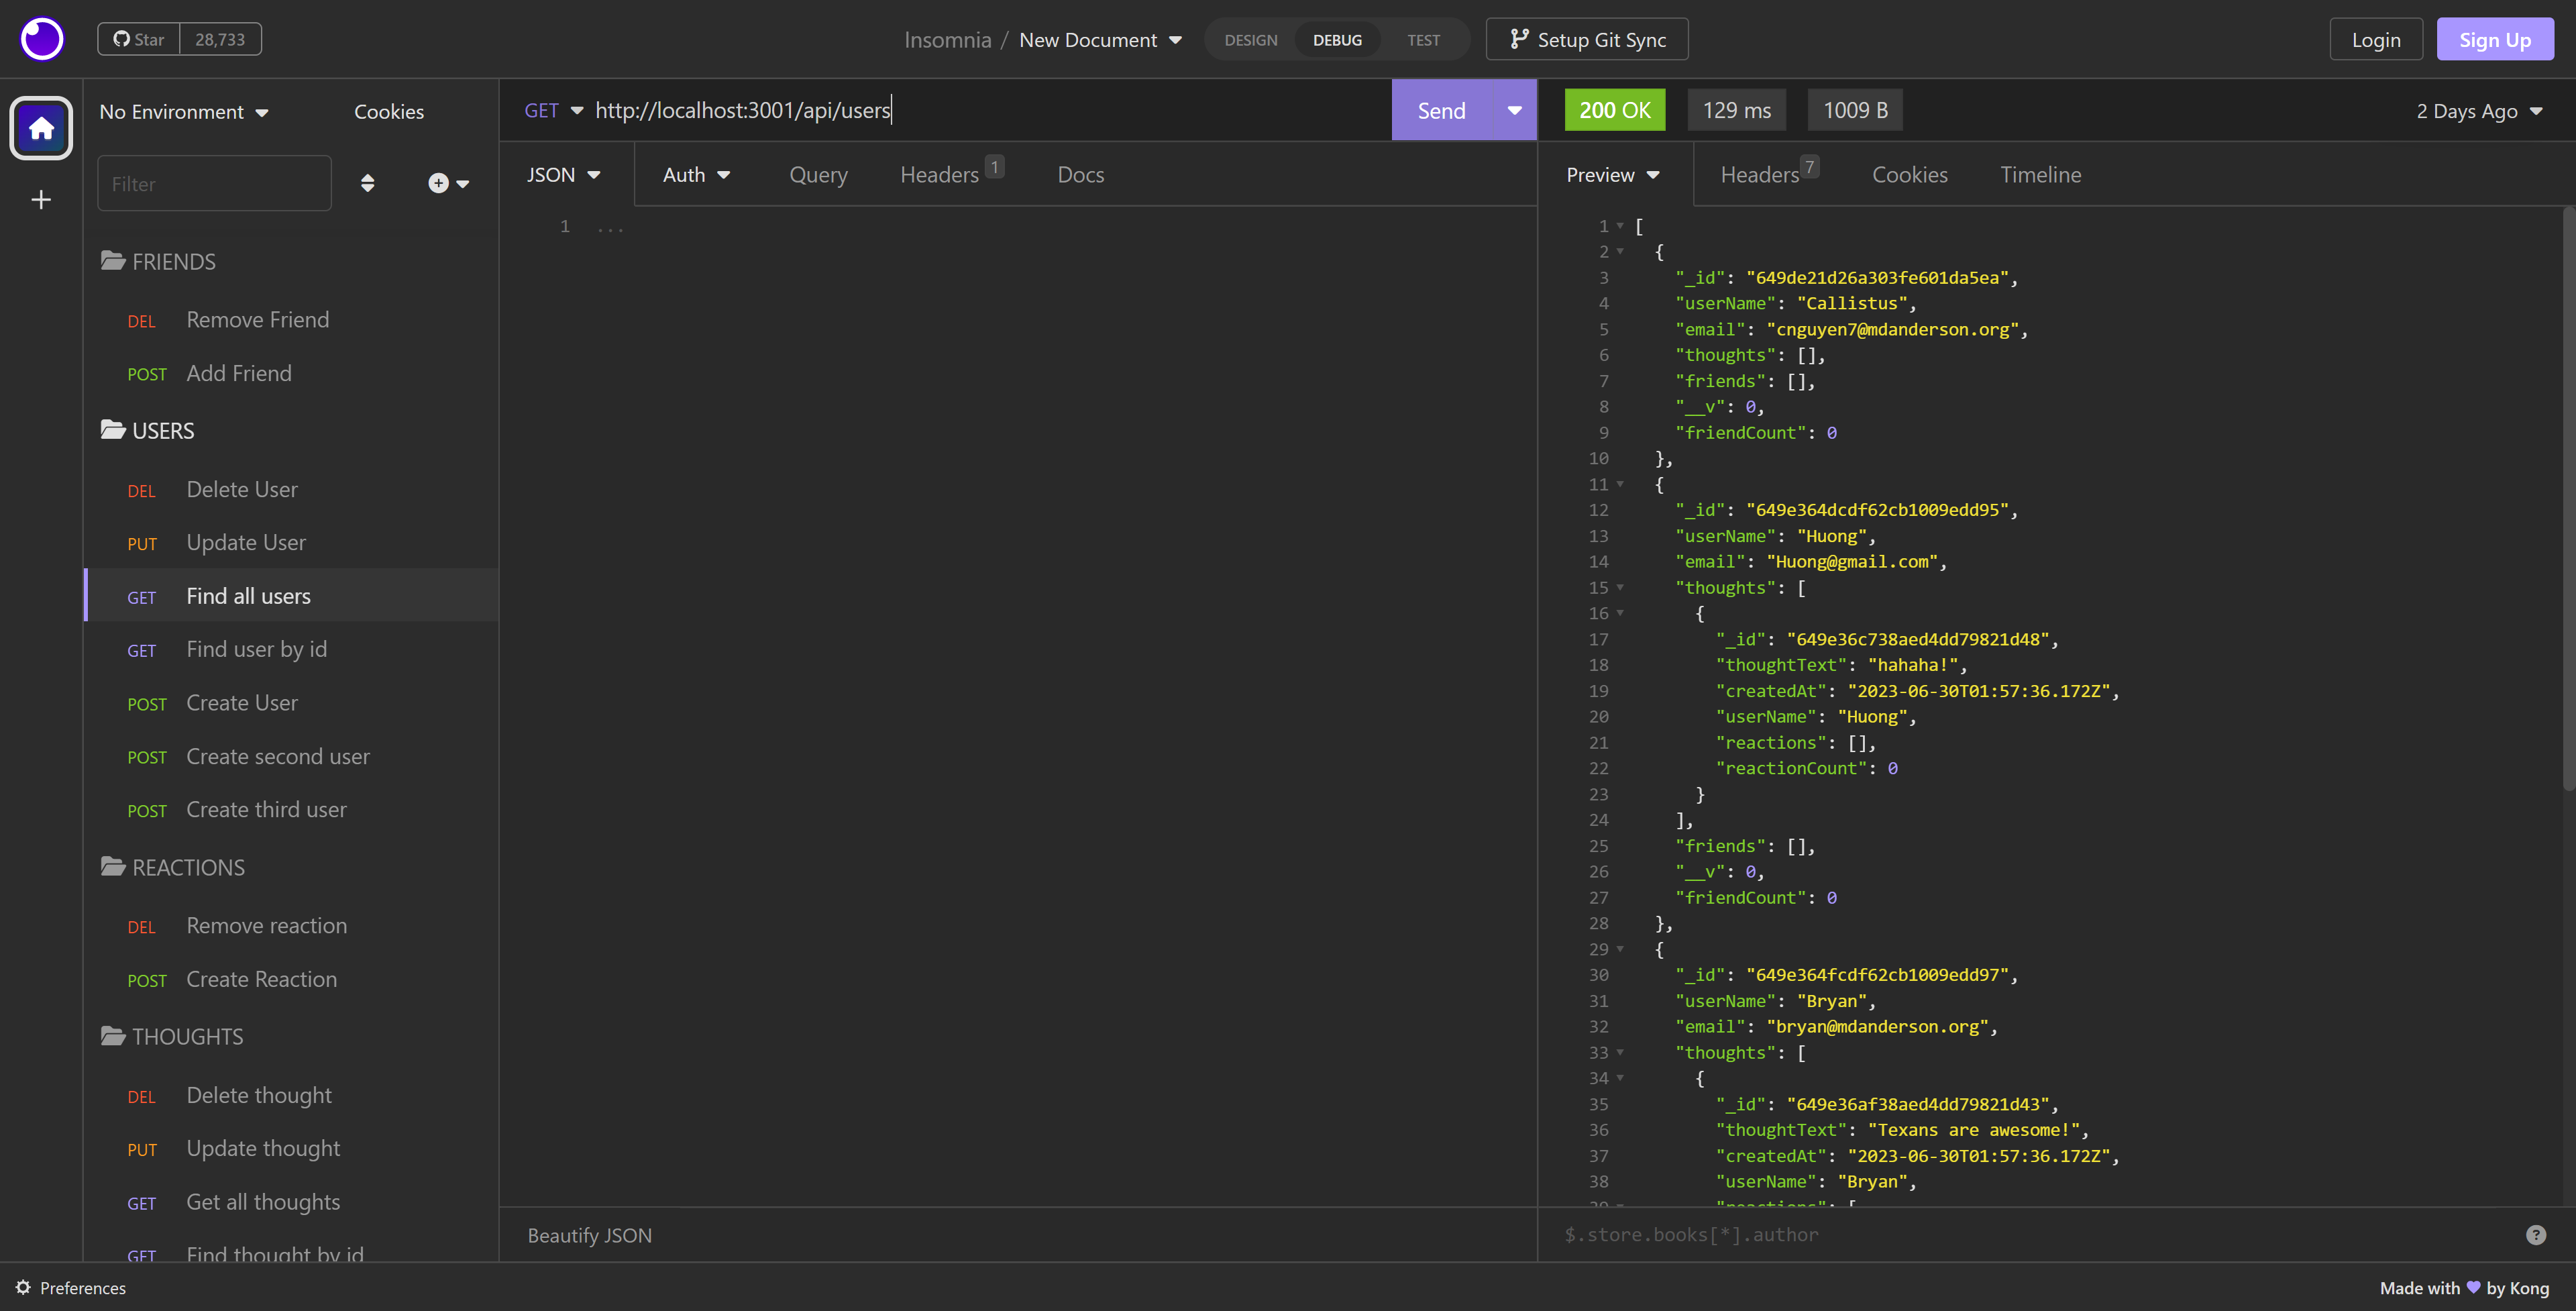 Star 28,733
Insomnia / New Document
DESIGN DEBUG TEST
Setup Git Sync
Login
Sign Up
No Environment
Cookies
Filter
FRIENDS
DEL Remove Friend
POST Add Friend
USERS
DEL Delete User
PUT Update User
GET Find all users
GET Find user by id
POST Create User
POST Create second user
POST Create third user
REACTIONS
DEL Remove reaction
POST Create Reaction
THOUGHTS
DEL Delete thought
PUT Update thought
GET Get all thoughts
GET Find thought by id
GET http://localhost:3001/api/users
Send
JSON Auth Query Headers 1 Docs
1 ...
Beautify JSON
200 OK 129 ms 1009 B 2 Days Ago
Preview Headers 7 Cookies Timeline
1 [
2 {
3 "_id": "649de21d26a303fe601da5ea",
4 "userName": "Callistus",
5 "email": "cnguyen7@mdanderson.org",
6 "thoughts": [],
7 "friends": [],
8 "__v": 0,
9 "friendCount": 0
10 },
11 {
12 "_id": "649e364dcdf62cb1009edd95",
13 "userName": "Huong",
14 "email": "Huong@gmail.com",
15 "thoughts": [
16 {
17 "_id": "649e36c738aed4dd79821d48",
18 "thoughtText": "hahaha!",
19 "createdAt": "2023-06-30T01:57:36.172Z",
20 "userName": "Huong",
21 "reactions": [],
22 "reactionCount": 0
23 }
24 ],
25 "friends": [],
26 "__v": 0,
27 "friendCount": 0
28 },
29 {
30 "_id": "649e364fcdf62cb1009edd97",
31 "userName": "Bryan",
32 "email": "bryan@mdanderson.org",
33 "thoughts": [
34 {
35 "_id": "649e36af38aed4dd79821d43",
36 "thoughtText": "Texans are awesome!",
37 "createdAt": "2023-06-30T01:57:36.172Z",
38 "userName": "Bryan",
39 "reactions": [
$.store.books[*].author
Preferences
Made with 💜 by Kong